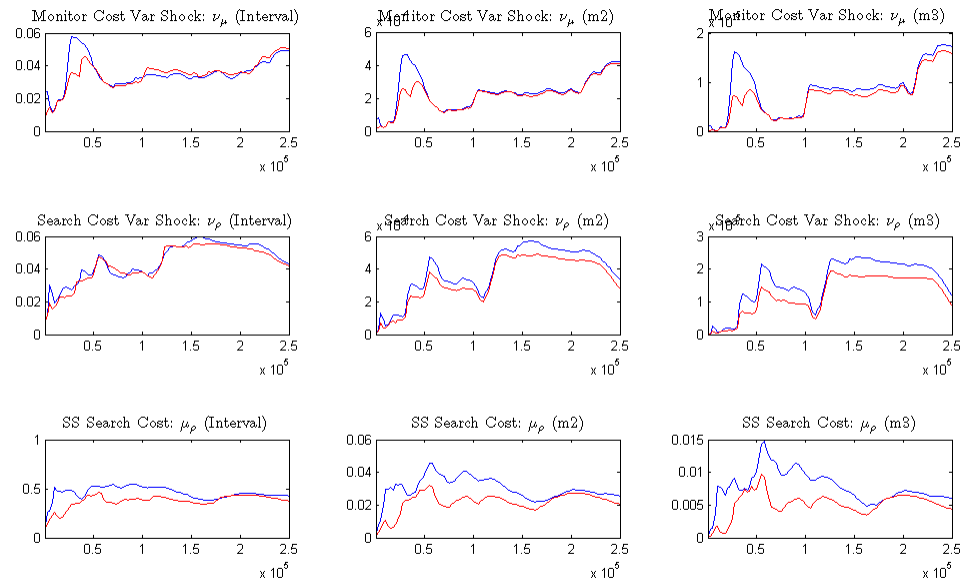 Monitor Cost Var Shock: νμ (Interval)
0.06
0.04
0.02
0
0.5 1 1.5 2 2.5
x 10^5
Monitor Cost Var Shock: νμ (m2)
6
4
2
0
0.5 1 1.5 2 2.5
x 10^5
Monitor Cost Var Shock: νμ (m3)
2
1
0
0.5 1 1.5 2 2.5
x 10^5
Search Cost Var Shock: νρ (Interval)
0.06
0.04
0.02
0
0.5 1 1.5 2 2.5
x 10^5
Search Cost Var Shock: νρ (m2)
6
4
2
0
0.5 1 1.5 2 2.5
x 10^5
Search Cost Var Shock: νρ (m3)
3
2
1
0
0.5 1 1.5 2 2.5
x 10^5
SS Search Cost: μρ (Interval)
1
0.5
0
0.5 1 1.5 2 2.5
x 10^5
SS Search Cost: μρ (m2)
0.06
0.04
0.02
0
0.5 1 1.5 2 2.5
x 10^5
SS Search Cost: μρ (m3)
0.015
0.01
0.005
0
0.5 1 1.5 2 2.5
x 10^5